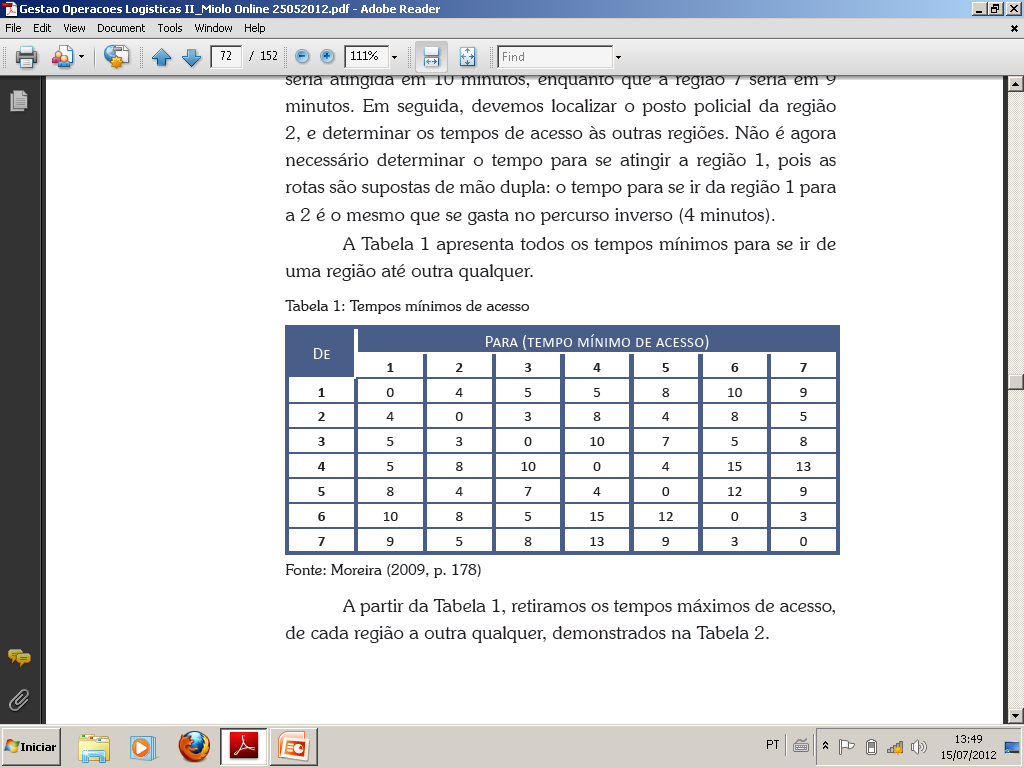 Gestao Operacoes Logisticas II_Miolo Online 25052012.pdf - Adobe Reader
File Edit View Document Tools Window Help
72 / 152 111% Find
seria atingida em 10 minutos, enquanto que a região 7 seria em 9
minutos. Em seguida, devemos localizar o posto policial da região
2, e determinar os tempos de acesso às outras regiões. Não é agora
necessário determinar o tempo para se atingir a região 1, pois as
rotas são supostas de mão dupla: o tempo para se ir da região 1 para
a 2 é o mesmo que se gasta no percurso inverso (4 minutos).
A Tabela 1 apresenta todos os tempos mínimos para se ir de
uma região até outra qualquer.
Tabela 1: Tempos mínimos de acesso
De Para (tempo mínimo de acesso)
1 2 3 4 5 6 7
1 0 4 5 5 8 10 9
2 4 0 3 8 4 8 5
3 5 3 0 10 7 5 8
4 5 8 10 0 4 15 13
5 8 4 7 4 0 12 9
6 10 8 5 15 12 0 3
7 9 5 8 13 9 3 0
Fonte: Moreira (2009, p. 178)
A partir da Tabela 1, retiramos os tempos máximos de acesso,
de cada região a outra qualquer, demonstrados na Tabela 2.
Iniciar PT 13:49
15/07/2012